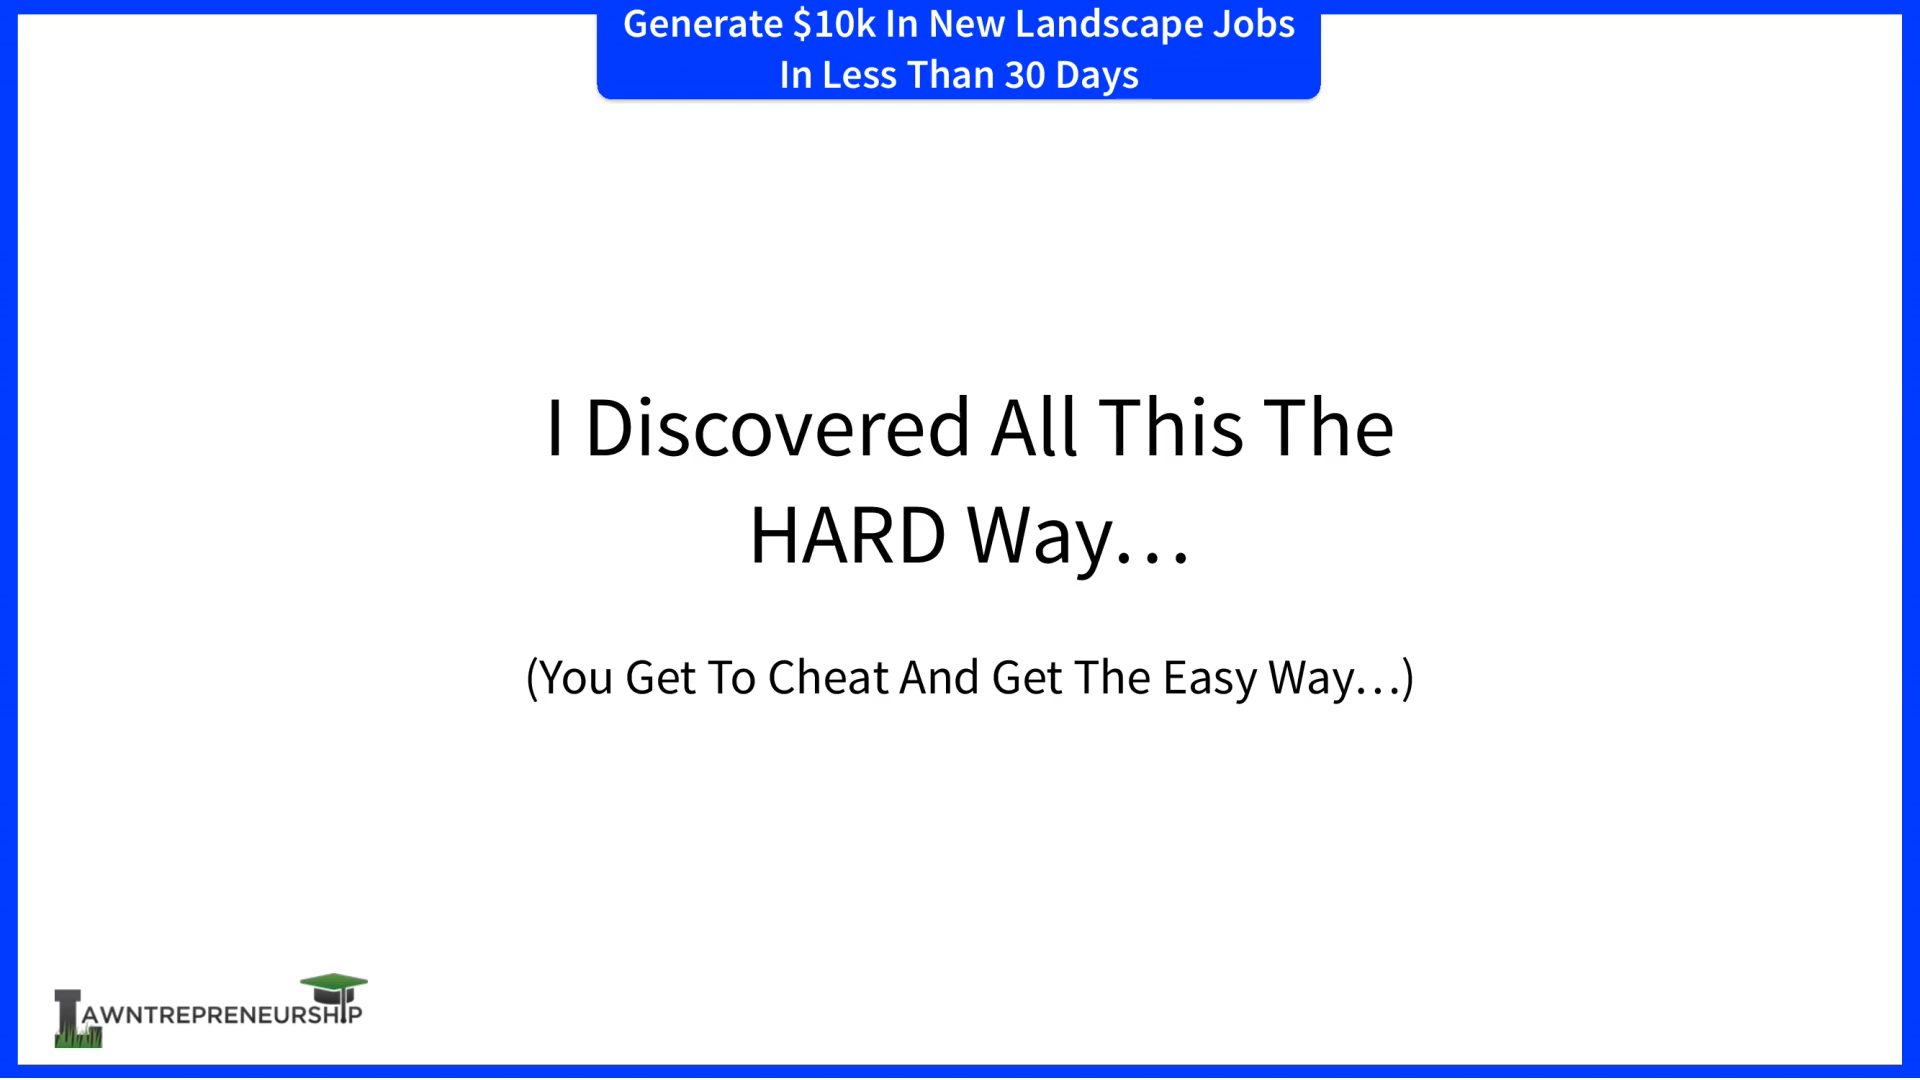 Generate $10k In New Landscape Jobs
In Less Than 30 Days
I Discovered All This The
HARD Way…
(You Get To Cheat And Get The Easy Way…)
LAWNTREPRENEURSHIP